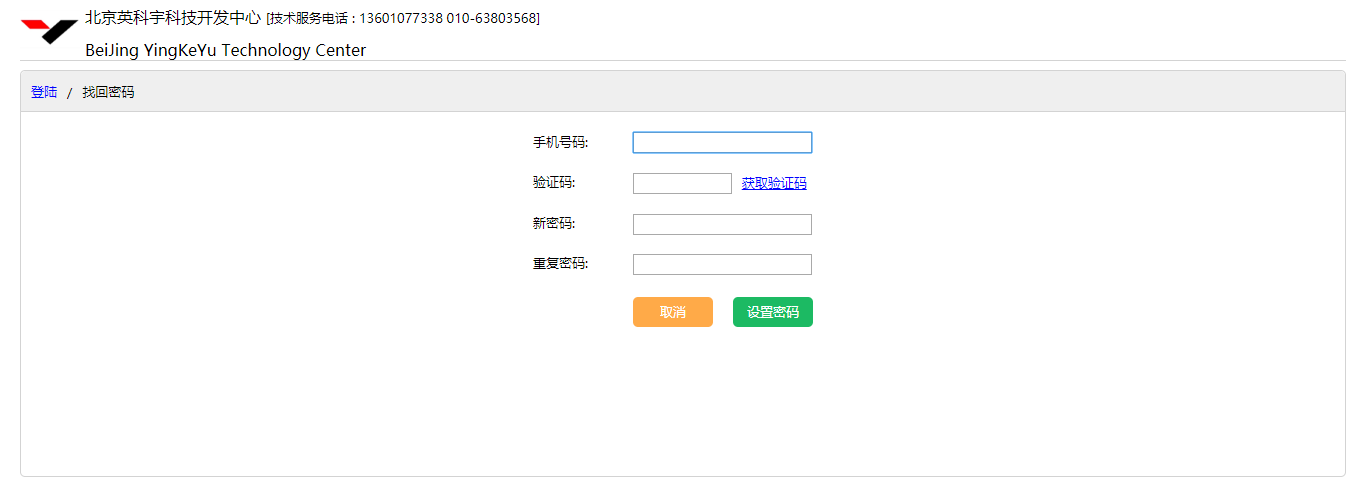 北京英科宇科技开发中心 [技术服务电话 : 13601077338 010-63803568]
BeiJing YingKeYu Technology Center
登陆 / 找回密码
手机号码:
验证码: 获取验证码
新密码:
重复密码:
取消 设置密码